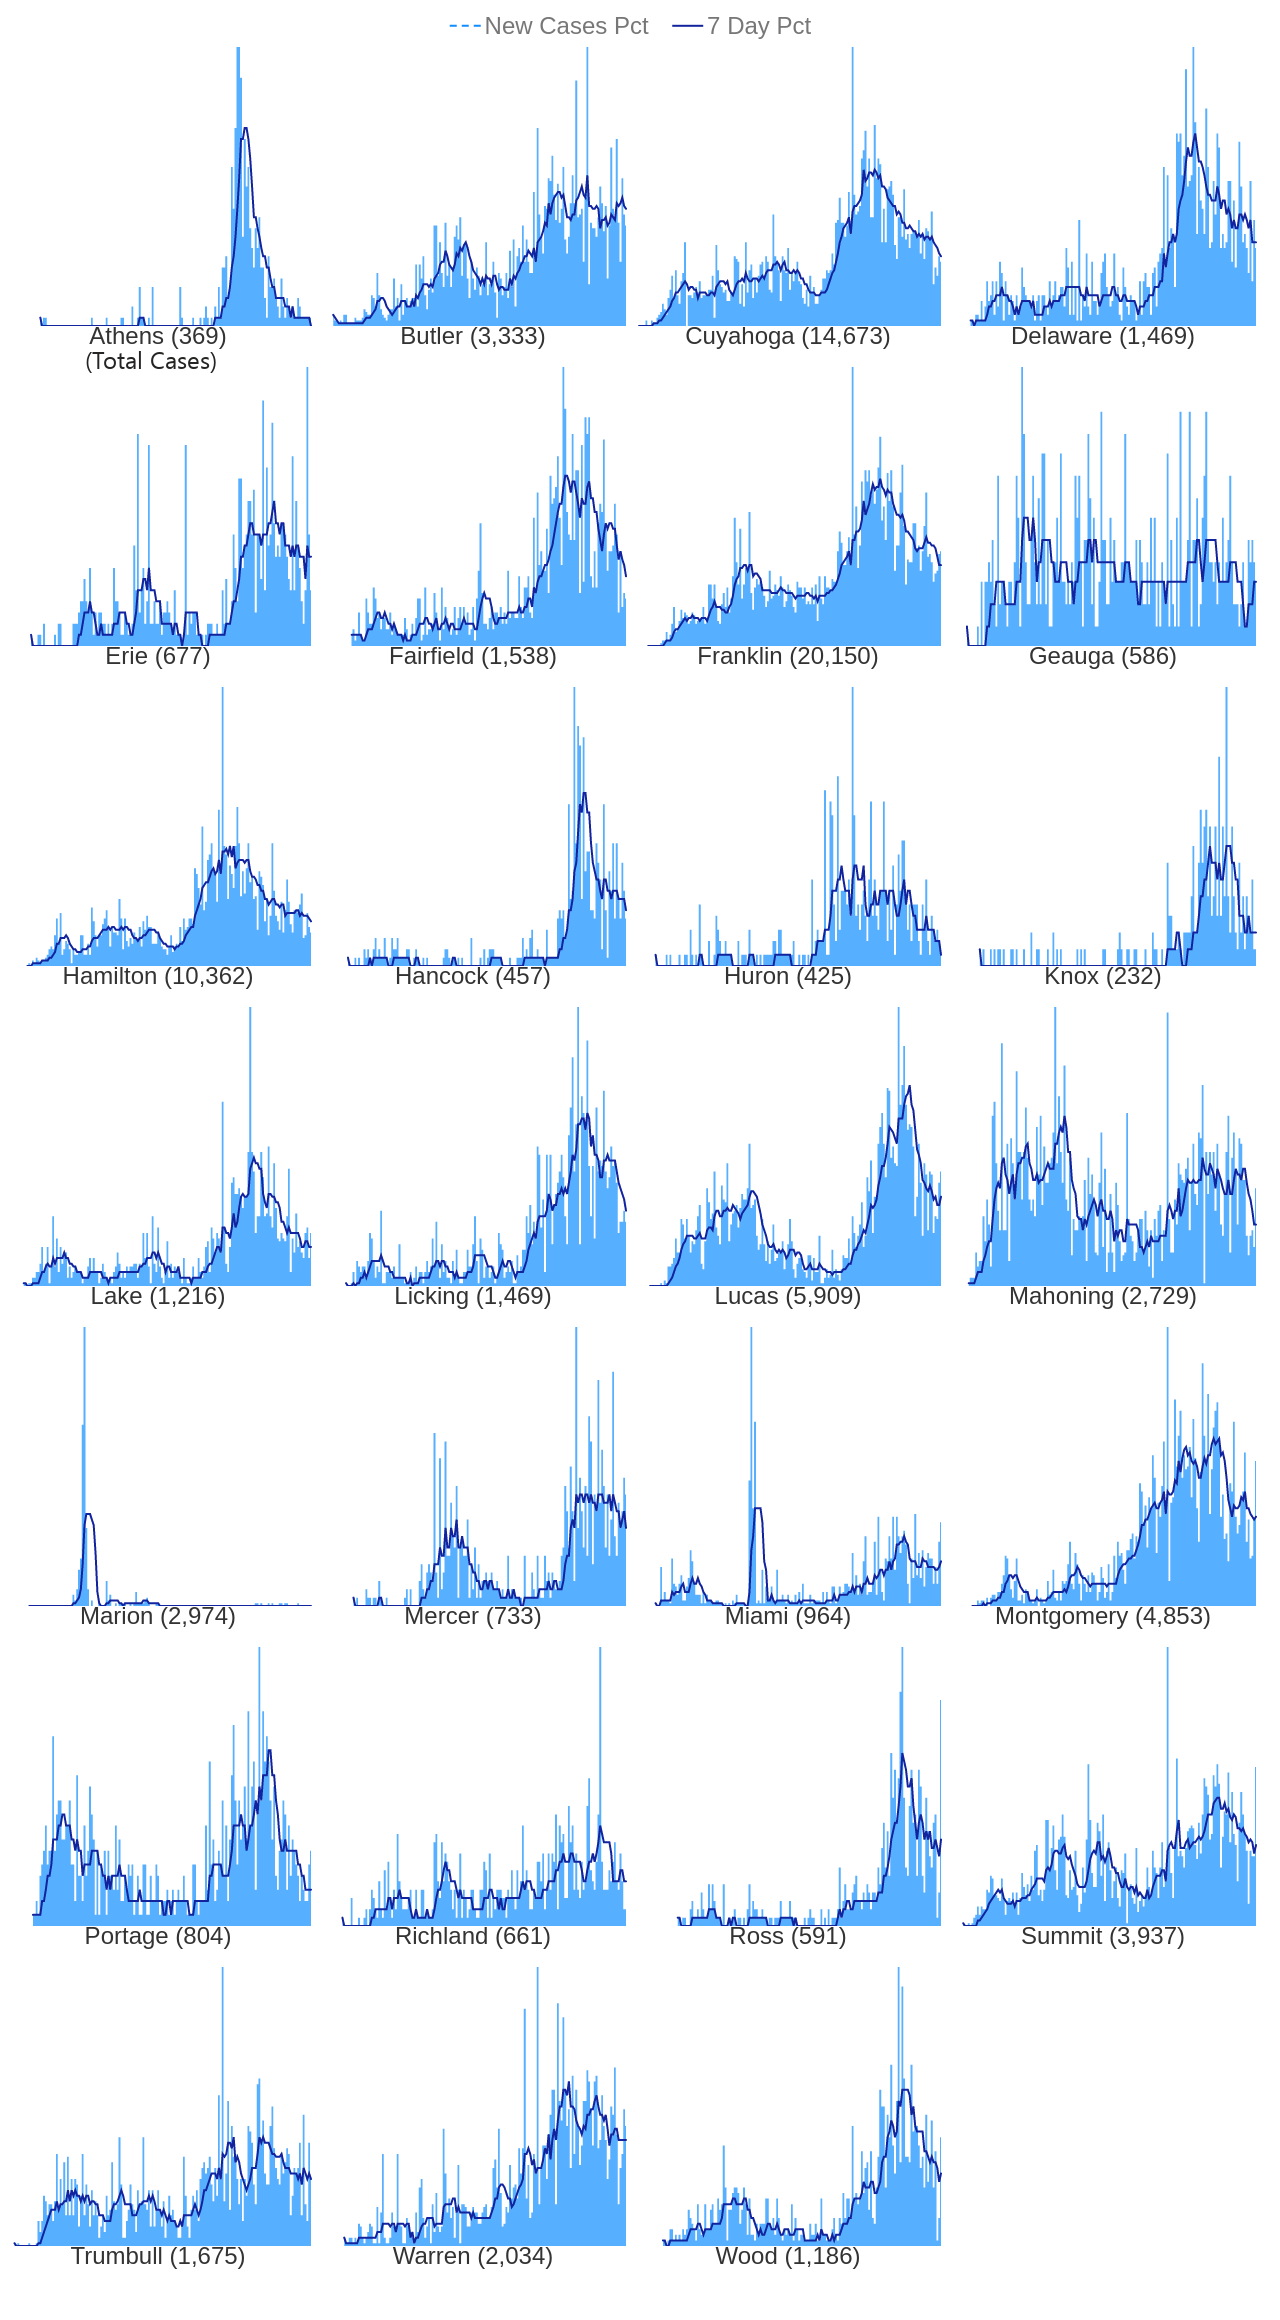 New Cases Pct 7 Day Pct
Athens (369) Butler (3,333) Cuyahoga (14,673) Delaware (1,469)
(Total Cases)
Erie (677) Fairfield (1,538) Franklin (20,150) Geauga (586)
Hamilton (10,362) Hancock (457) Huron (425) Knox (232)
Lake (1,216) Licking (1,469) Lucas (5,909) Mahoning (2,729)
Marion (2,974) Mercer (733) Miami (964) Montgomery (4,853)
Portage (804) Richland (661) Ross (591) Summit (3,937)
Trumbull (1,675) Warren (2,034) Wood (1,186)